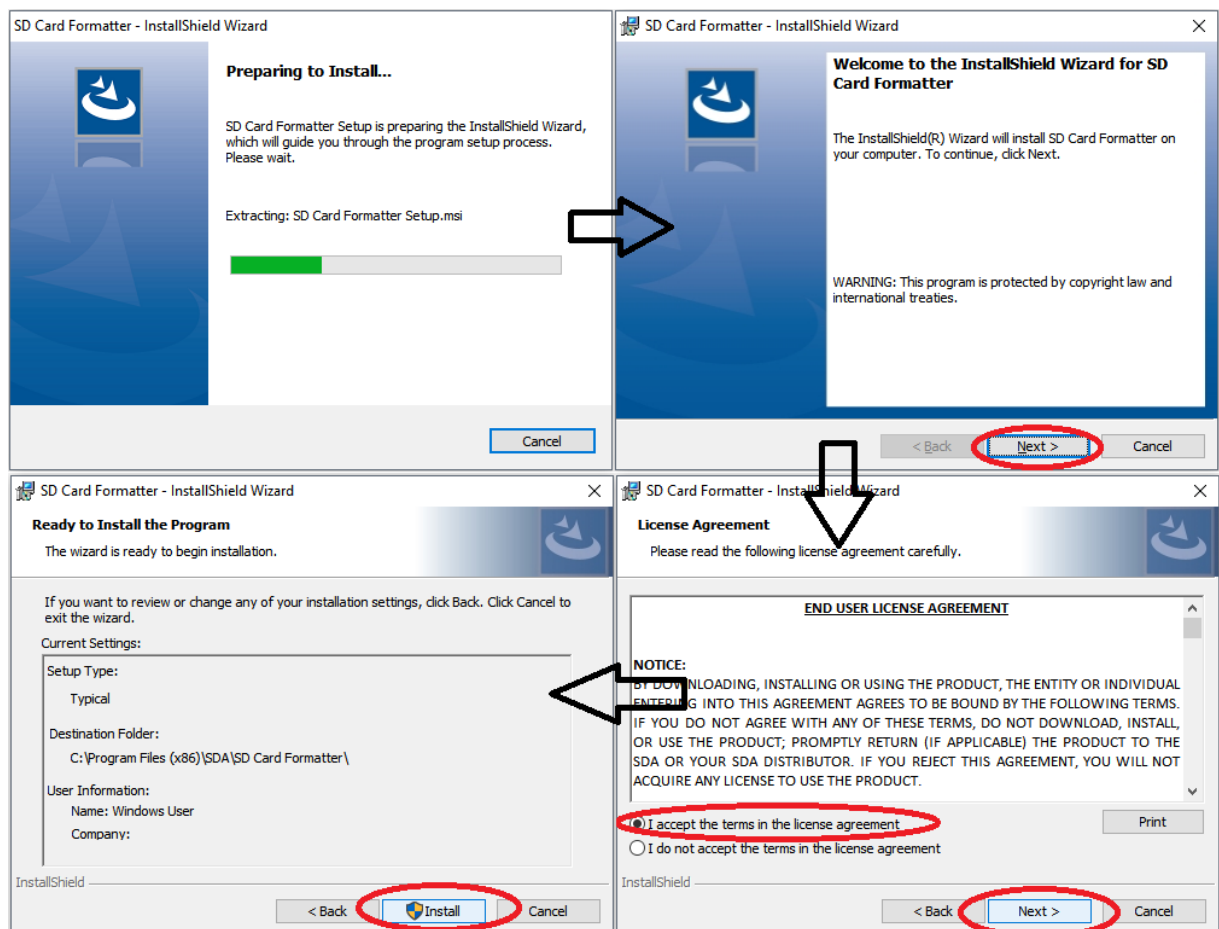 SD Card Formatter - InstallShield Wizard
Preparing to Install...
SD Card Formatter Setup is preparing the InstallShield Wizard,
which will guide you through the program setup process.
Please wait.
Extracting: SD Card Formatter Setup.msi
Cancel
SD Card Formatter - InstallShield Wizard
Welcome to the InstallShield Wizard for SD
Card Formatter
The InstallShield(R) Wizard will install SD Card Formatter on
your computer. To continue, click Next.
WARNING: This program is protected by copyright law and
international treaties.
< Back
Next >
Cancel
SD Card Formatter - InstallShield Wizard
License Agreement
Please read the following license agreement carefully.
END USER LICENSE AGREEMENT
NOTICE:
BY DOWNLOADING, INSTALLING OR USING THE PRODUCT, THE ENTITY OR INDIVIDUAL
ENTERING INTO THIS AGREEMENT AGREES TO BE BOUND BY THE FOLLOWING TERMS.
IF YOU DO NOT AGREE WITH ANY OF THESE TERMS, DO NOT DOWNLOAD, INSTALL,
OR USE THE PRODUCT; PROMPTLY RETURN (IF APPLICABLE) THE PRODUCT TO THE
SDA OR YOUR SDA DISTRIBUTOR. IF YOU REJECT THIS AGREEMENT, YOU WILL NOT
ACQUIRE ANY LICENSE TO USE THE PRODUCT.
I accept the terms in the license agreement
Print
I do not accept the terms in the license agreement
InstallShield
< Back
Next >
Cancel
SD Card Formatter - InstallShield Wizard
Ready to Install the Program
The wizard is ready to begin installation.
If you want to review or change any of your installation settings, click Back. Click Cancel to
exit the wizard.
Current Settings:
Setup Type:
Typical
Destination Folder:
C:\Program Files (x86)\SDA\SD Card Formatter\
User Information:
Name: Windows User
Company:
InstallShield
< Back
Install
Cancel